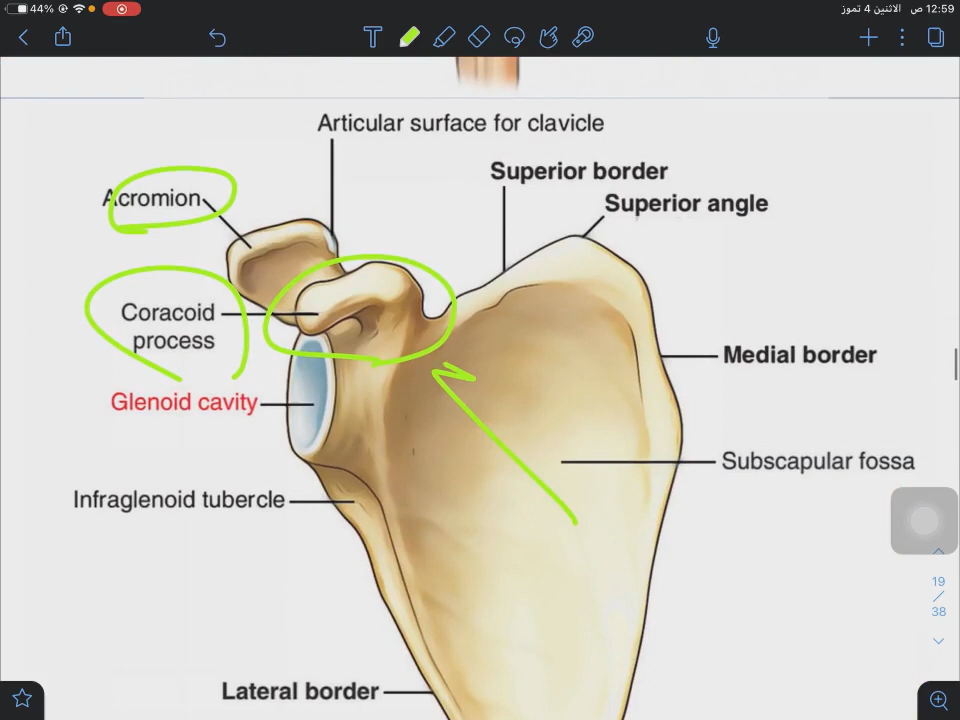 44%
12:59 ص الاثنين 4 تموز
T
Articular surface for clavicle
Superior border
Acromion
Superior angle
Coracoid
process
Medial border
Glenoid cavity
Subscapular fossa
Infraglenoid tubercle
19
/
38
Lateral border